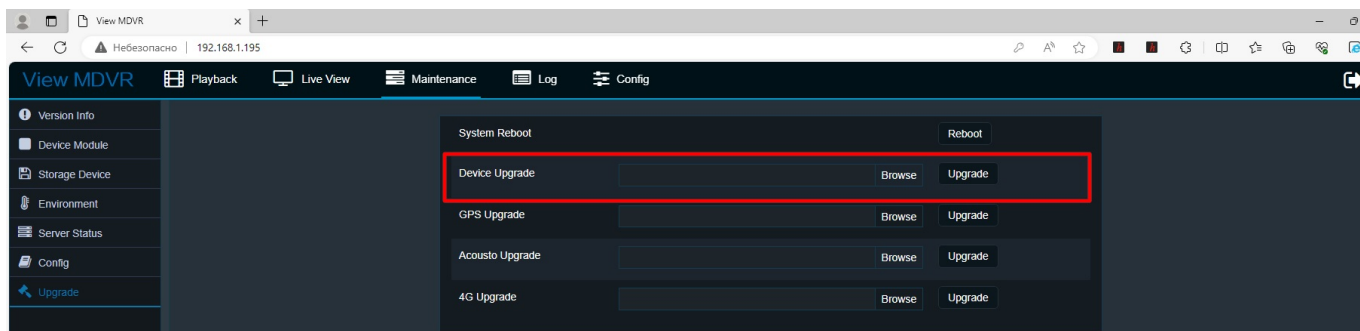 View MDVR
Небезопасно | 192.168.1.195
View MDVR Playback Live View Maintenance Log Config
Version Info
Device Module
Storage Device
Environment
Server Status
Config
Upgrade
System Reboot Reboot
Device Upgrade Browse Upgrade
GPS Upgrade Browse Upgrade
Acousto Upgrade Browse Upgrade
4G Upgrade Browse Upgrade